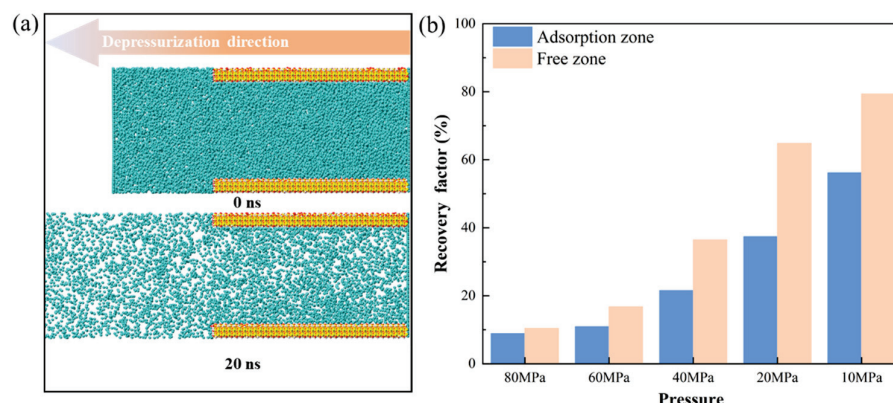 (a)
Depressurization direction
0 ns
20 ns
(b)
Adsorption zone
Free zone
Recovery factor (%)
100
80
60
40
20
0
80MPa 60MPa 40MPa 20MPa 10MPa
Pressure